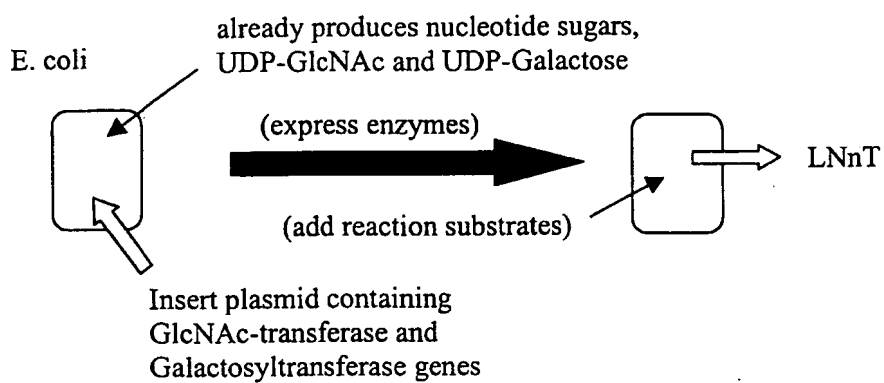 already produces nucleotide sugars,
E. coli
UDP-GlcNAc and UDP-Galactose
(express enzymes)
LNnT
(add reaction substrates)
Insert plasmid containing
GlcNAc-transferase and
Galactosyltransferase genes